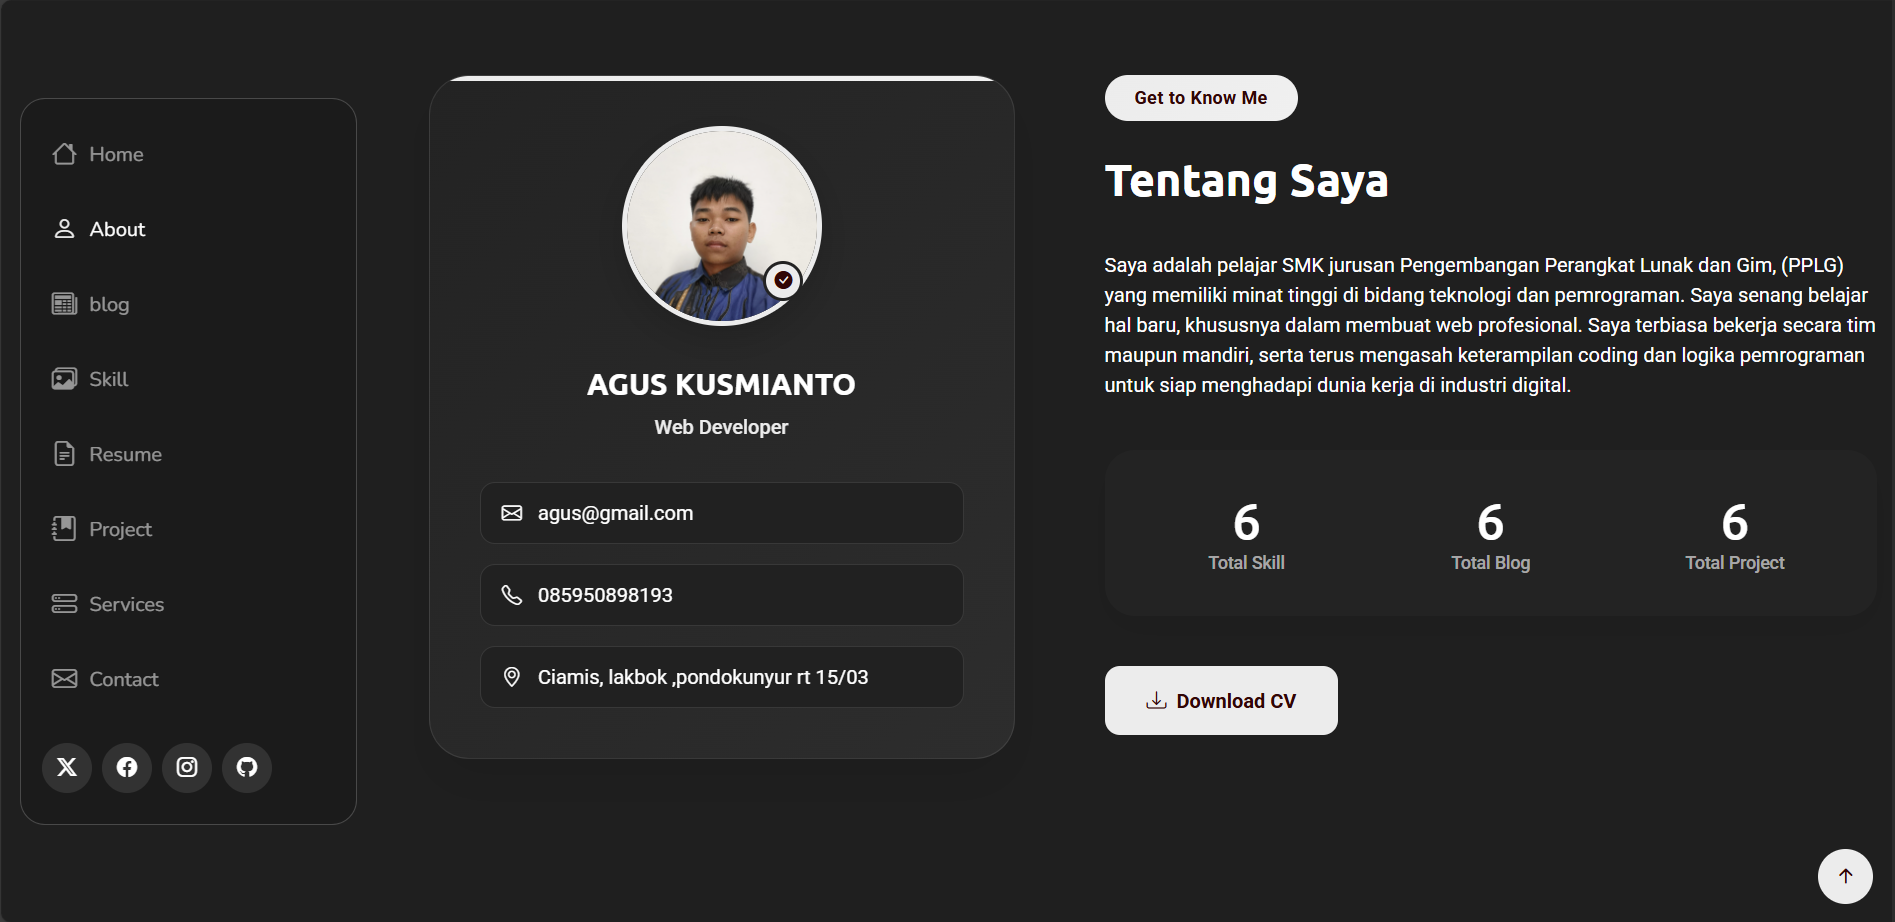 Home
About
blog
Skill
Resume
Project
Services
Contact
AGUS KUSMIANTO
Web Developer
agus@gmail.com
085950898193
Ciamis, lakbok ,pondokunyur rt 15/03
Get to Know Me
Tentang Saya
Saya adalah pelajar SMK jurusan Pengembangan Perangkat Lunak dan Gim, (PPLG)
yang memiliki minat tinggi di bidang teknologi dan pemrograman. Saya senang belajar
hal baru, khususnya dalam membuat web profesional. Saya terbiasa bekerja secara tim
maupun mandiri, serta terus mengasah keterampilan coding dan logika pemrograman
untuk siap menghadapi dunia kerja di industri digital.
6 6 6
Total Skill Total Blog Total Project
Download CV